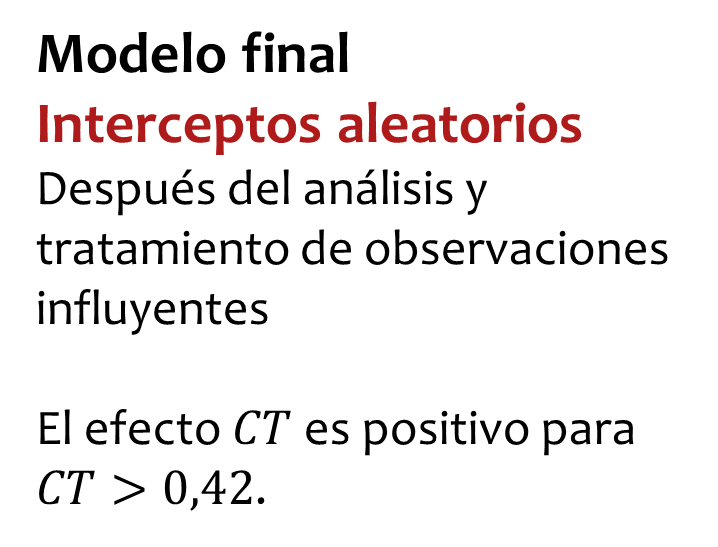 Modelo final
Interceptos aleatorios
Después del análisis y
tratamiento de observaciones
influyentes
El efecto CT es positivo para
CT > 0,42.